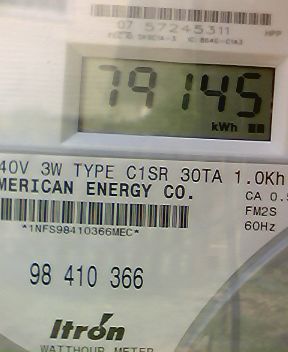 07 57245311
HPP
79145
kWh
40V 3W TYPE C1SR 30TA 1.0Kh
MERICAN ENERGY CO.
CA 0.5
FM2S
60Hz
*1NFS98410366MEC*
98 410 366
Itron
WATTHOUR METER